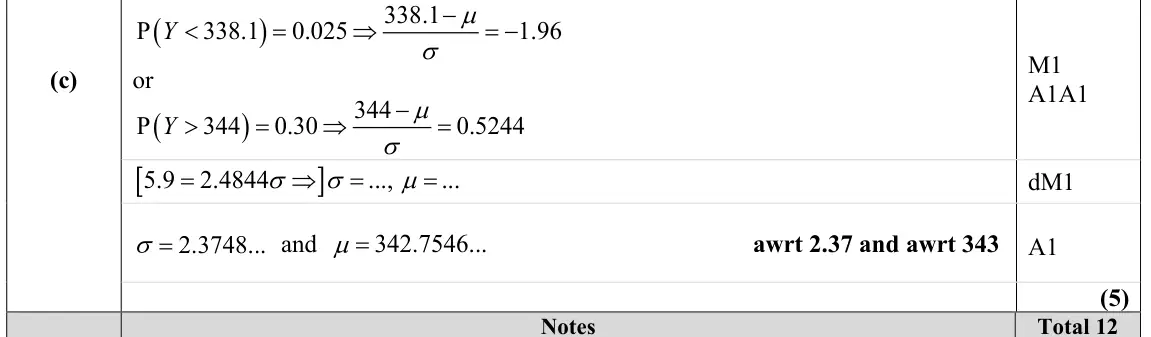 P(Y < 338.1) = 0.025 ⇒ (338.1 − μ)/σ = −1.96
(c) or M1
A1A1
P(Y > 344) = 0.30 ⇒ (344 − μ)/σ = 0.5244
[5.9 = 2.4844σ ⇒] σ = ..., μ = ... dM1
σ = 2.3748... and μ = 342.7546... awrt 2.37 and awrt 343 A1
(5)
Notes Total 12